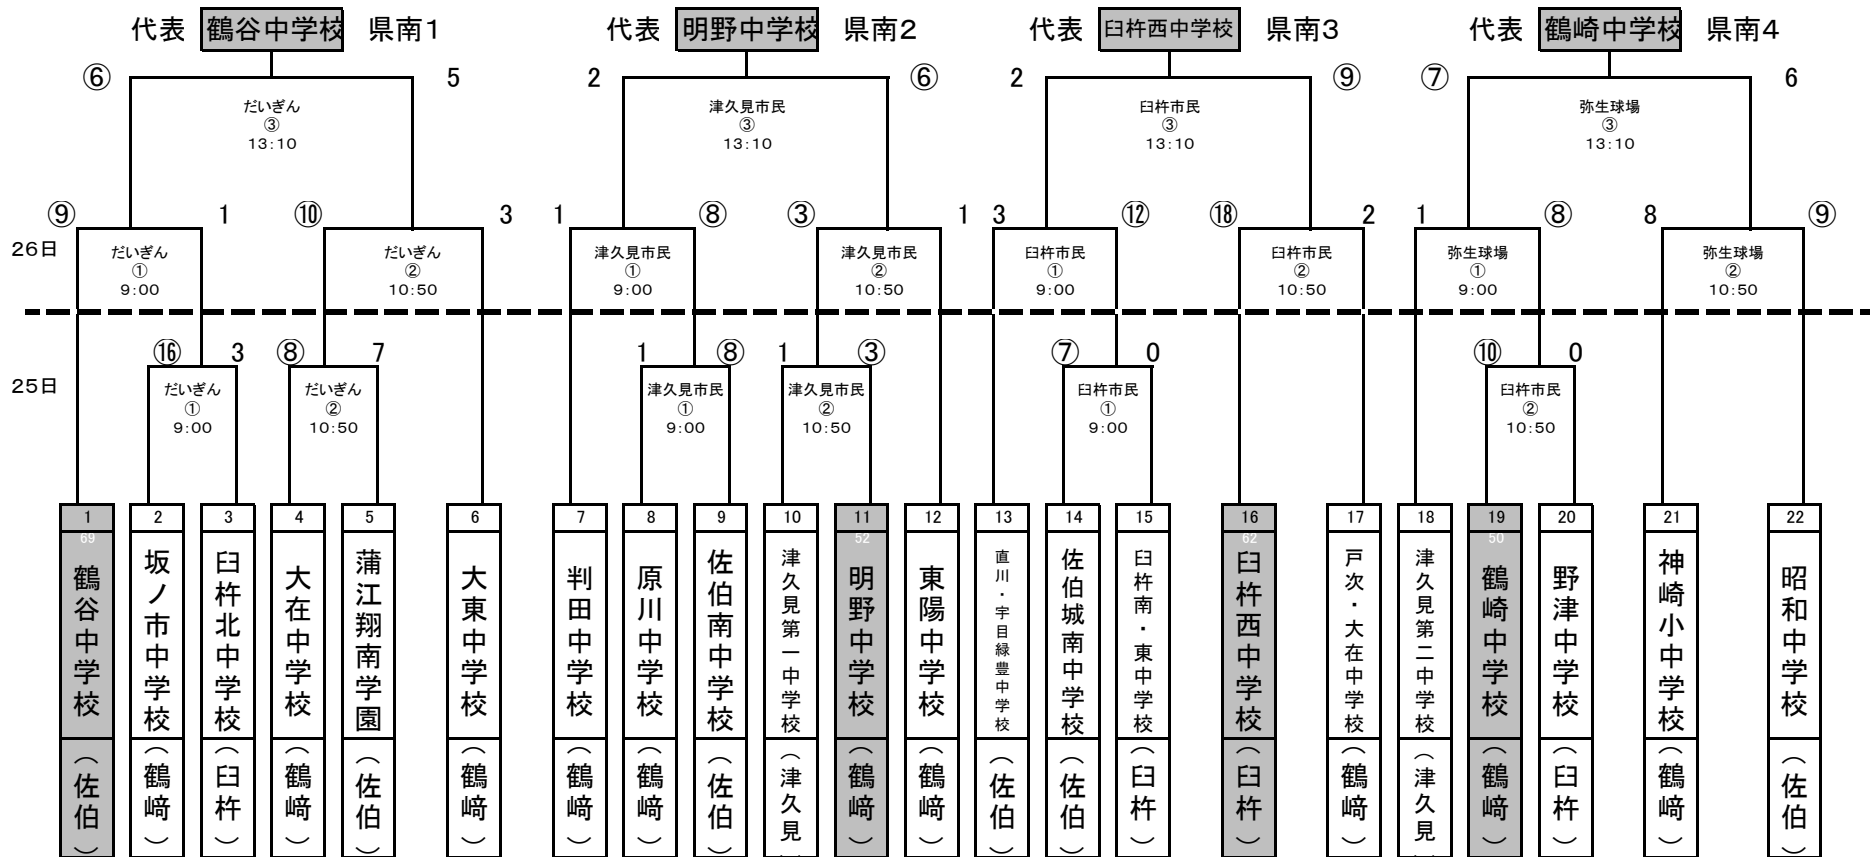 代表 鶴谷中学校 県南1
代表 明野中学校 県南2
代表 臼杵西中学校 県南3
代表 鶴崎中学校 県南4
⑥ 5 2 ⑥ 2 ⑨ ⑦ 6
だいぎん
③
13:10
津久見市民
③
13:10
臼杵市民
③
13:10
弥生球場
③
13:10
⑨ 1 ⑩ 3 1 ⑧ ③ 1 3 ⑫ ⑱ 2 1 ⑧ 8 ⑨
26日
だいぎん
①
9:00
だいぎん
②
10:50
津久見市民
①
9:00
津久見市民
②
10:50
臼杵市民
①
9:00
臼杵市民
②
10:50
弥生球場
①
9:00
弥生球場
②
10:50
⑯ 3 ⑧ 7 1 ⑧ 1 ③ ⑦ 0 ⑩ 0
25日
だいぎん
①
9:00
だいぎん
②
10:50
津久見市民
①
9:00
津久見市民
②
10:50
臼杵市民
①
9:00
臼杵市民
②
10:50
1
69
鶴谷中学校
(佐伯)
2
坂ノ市中学校
(鶴崎)
3
臼杵北中学校
(臼杵)
4
大在中学校
(鶴崎)
5
蒲江翔南学園
(佐伯)
6
大東中学校
(鶴崎)
7
判田中学校
(鶴崎)
8
原川中学校
(鶴崎)
9
佐伯南中学校
(佐伯)
10
津久見第一中学校
(津久見
11
52
明野中学校
(鶴崎)
12
東陽中学校
(鶴崎)
13
直川・宇目緑豊中学校
(佐伯)
14
佐伯城南中学校
(佐伯)
15
臼杵南・東中学校
(臼杵)
16
62
臼杵西中学校
(臼杵)
17
戸次・大在中学校
(鶴崎)
18
津久見第二中学校
(津久見
19
50
鶴崎中学校
(鶴崎)
20
野津中学校
(臼杵)
21
神崎小中学校
(鶴崎)
22
昭和中学校
(佐伯)